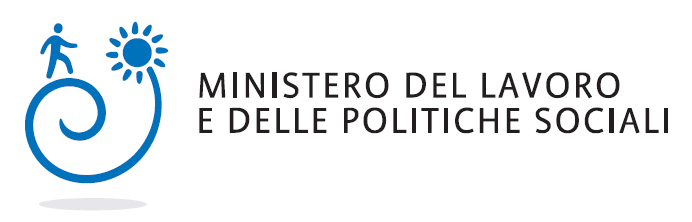 MINISTERO DEL LAVORO
E DELLE POLITICHE SOCIALI